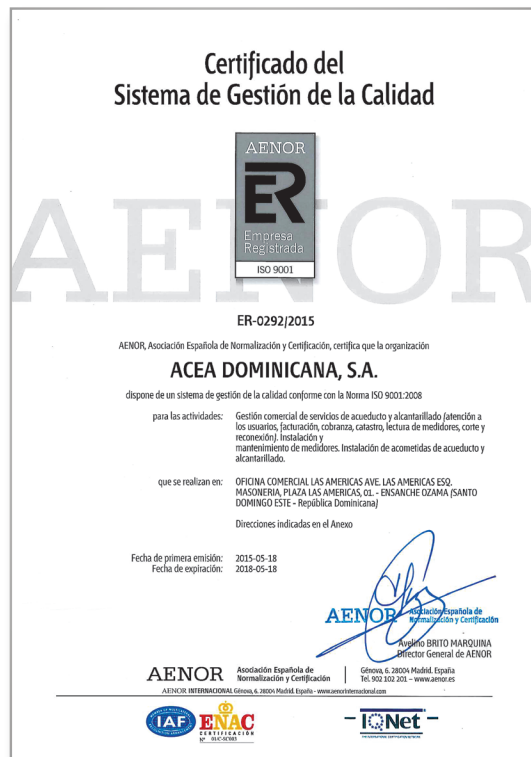 Certificado del
Sistema de Gestión de la Calidad
AENOR
AENOR
ER
Empresa
Registrada
ISO 9001
ER-0292/2015
AENOR, Asociación Española de Normalización y Certificación, certifica que la organización
ACEA DOMINICANA, S.A.
dispone de un sistema de gestión de la calidad conforme con la Norma ISO 9001:2008
para las actividades: Gestión comercial de servicios de acueducto y alcantarillado (atención a
los usuarios, facturación, cobranza, catastro, lectura de medidores, corte y
reconexión). Instalación y
mantenimiento de medidores. Instalación de acometidas de acueducto y
alcantarillado.
que se realizan en: OFICINA COMERCIAL LAS AMERICAS AVE. LAS AMERICAS ESQ.
MASONERIA, PLAZA LAS AMERICAS, 01. - ENSANCHE OZAMA (SANTO
DOMINGO ESTE - República Dominicana)
Direcciones indicadas en el Anexo
Fecha de primera emisión: 2015-05-18
Fecha de expiración: 2018-05-18
AENOR Asociación Española de
Normalización y Certificación
Avelino BRITO MARQUINA
Director General de AENOR
AENOR Asociación Española de
Normalización y Certificación
Génova, 6. 28004 Madrid. España
Tel. 902 102 201 – www.aenor.es
AENOR INTERNACIONAL Génova, 6. 28004 Madrid. España - www.aenorinternacional.com
IAF
ENAC
CERTIFICACIÓN
Nº 01/C-SC003
IQNet
THE INTERNATIONAL CERTIFICATION NETWORK